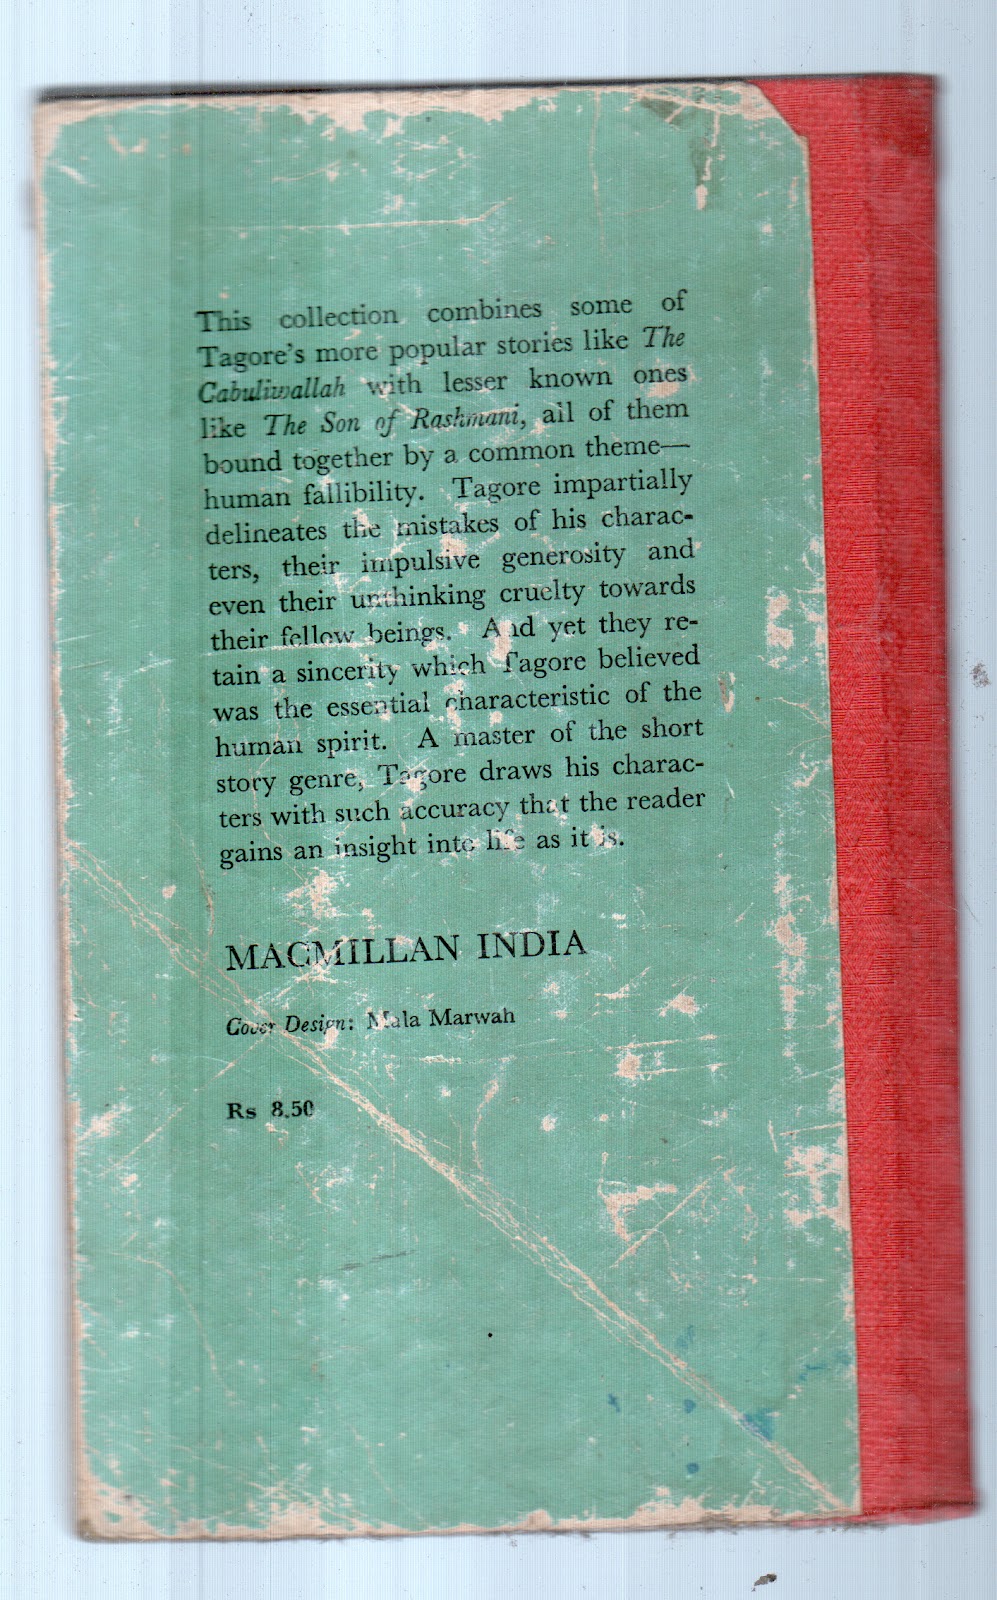 This collection combines some of
Tagore's more popular stories like The
Cabuliwallah with lesser known ones
like The Son of Rashmani, all of them
bound together by a common theme—
human fallibility. Tagore impartially
delineates the mistakes of his charac-
ters, their impulsive generosity and
even their unthinking cruelty towards
their fellow beings. And yet they re-
tain a sincerity which Tagore believed
was the essential characteristic of the
human spirit. A master of the short
story genre, Tagore draws his charac-
ters with such accuracy that the reader
gains an insight into life as it is.
MACMILLAN INDIA
Cover Design: Mala Marwah
Rs 8.50